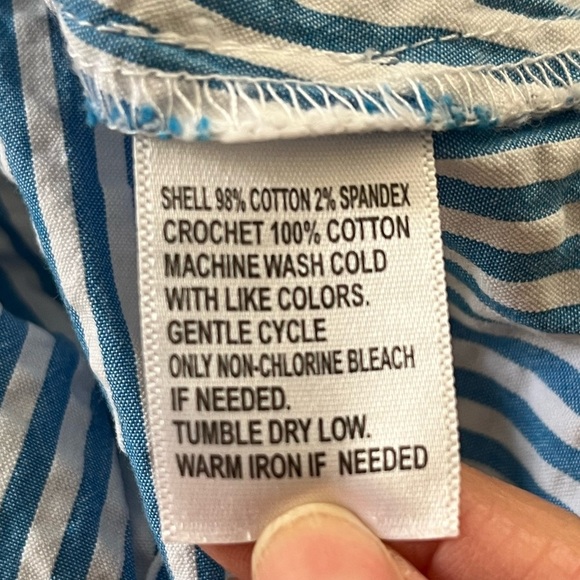 SHELL 98% COTTON 2% SPANDEX
CROCHET 100% COTTON
MACHINE WASH COLD
WITH LIKE COLORS.
GENTLE CYCLE
ONLY NON-CHLORINE BLEACH
IF NEEDED.
TUMBLE DRY LOW.
WARM IRON IF NEEDED